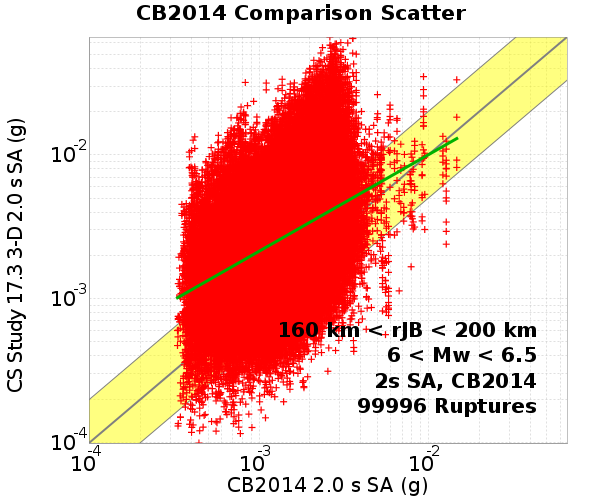 CB2014 Comparison Scatter
CS Study 17.3 3-D 2.0 s SA (g)
10-2
10-3
10-4
160 km < rJB < 200 km
6 < Mw < 6.5
2s SA, CB2014
99996 Ruptures
10-4 10-3 10-2
CB2014 2.0 s SA (g)